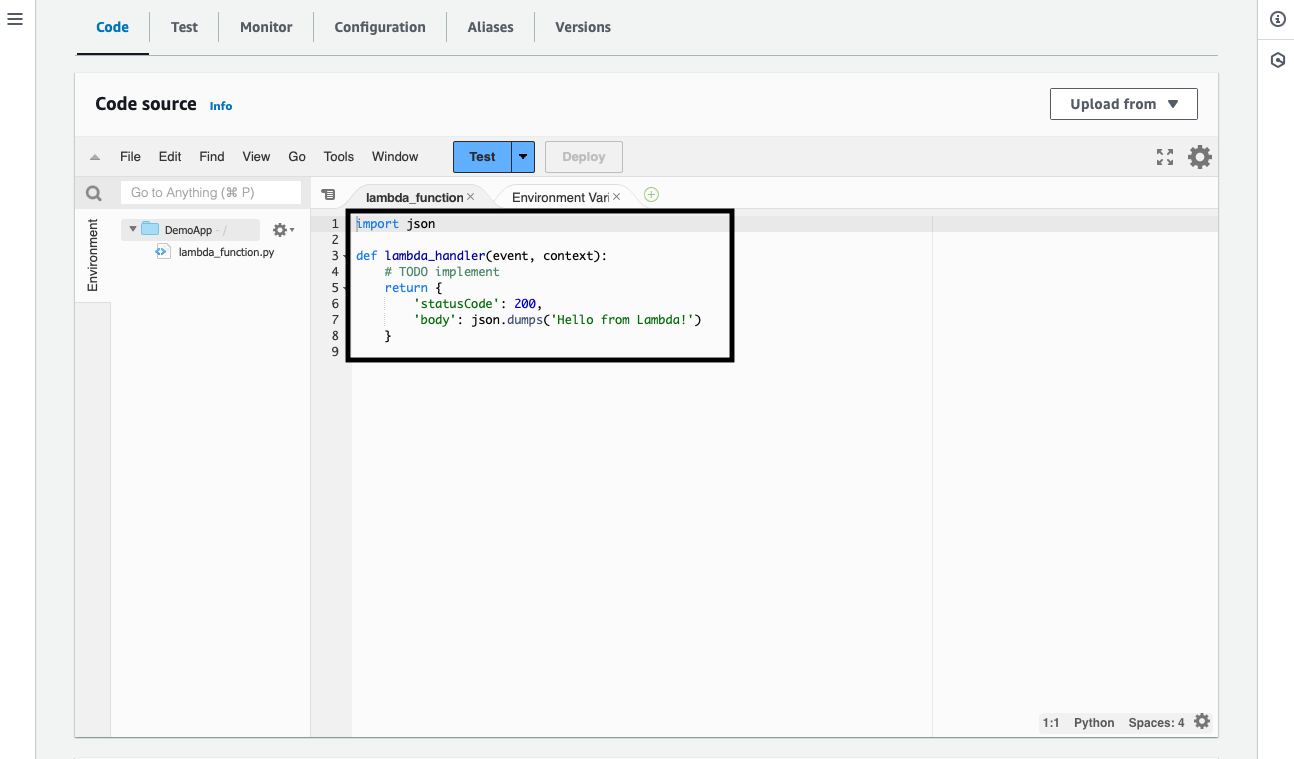 Code Test Monitor Configuration Aliases Versions
Code source Info
Upload from
File Edit Find View Go Tools Window Test Deploy
Go to Anything (⌘ P)
lambda_function Environment Vari
Environment
DemoApp - /
lambda_function.py
1 import json
2
3 def lambda_handler(event, context):
4     # TODO implement
5     return {
6         'statusCode': 200,
7         'body': json.dumps('Hello from Lambda!')
8     }
9
1:1 Python Spaces: 4